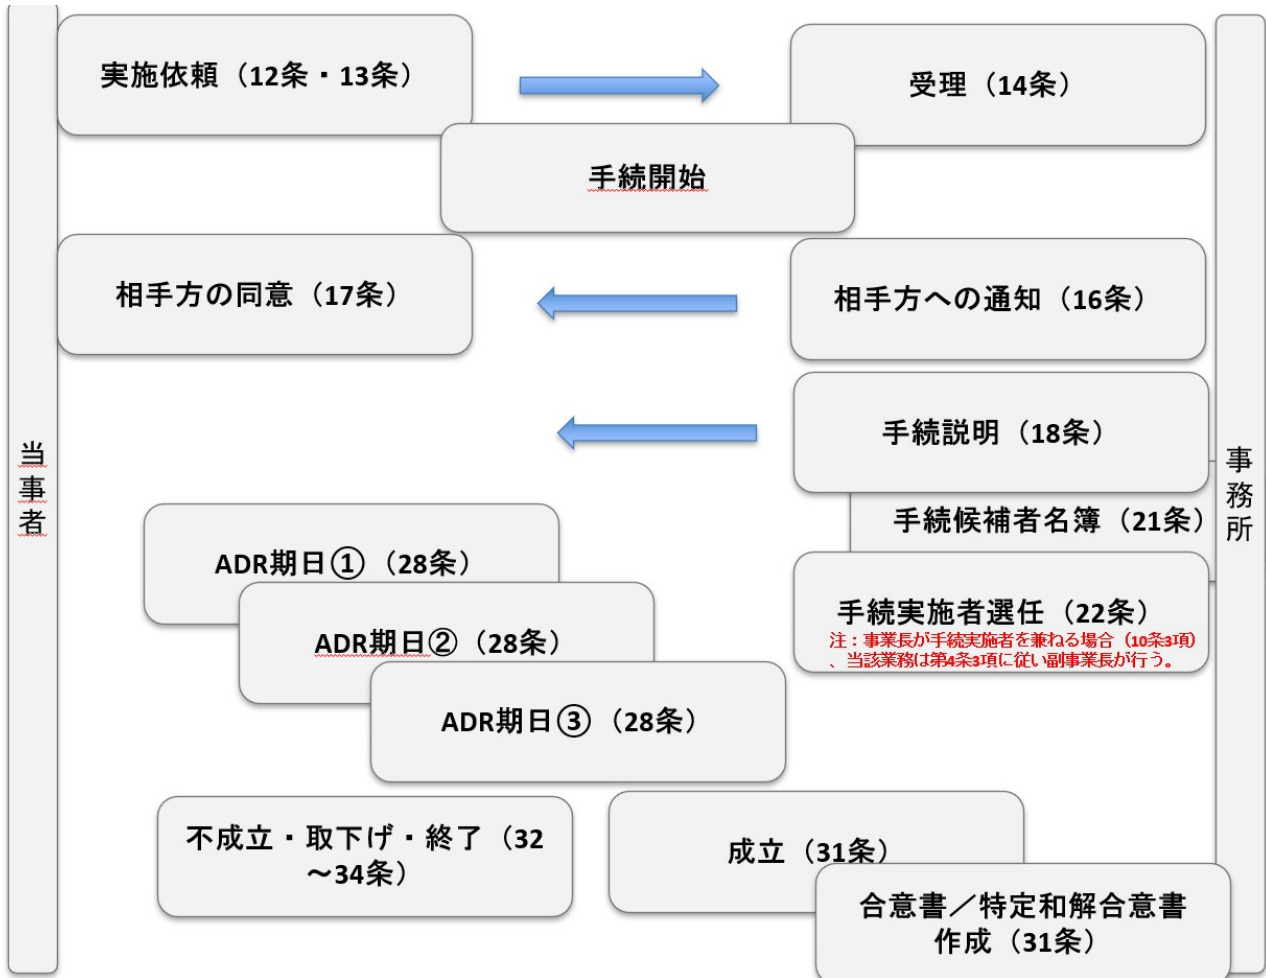 実施依頼（12条・13条）
受理（14条）
手続開始
相手方の同意（17条）
相手方への通知（16条）
手続説明（18条）
当事者
事務所
手続候補者名簿（21条）
ADR期日①（28条）
ADR期日②（28条）
ADR期日③（28条）
手続実施者選任（22条）
注：事業長が手続実施者を兼ねる場合（10条3項）
、当該業務は第4条3項に従い副事業長が行う。
不成立・取下げ・終了（32
～34条）
成立（31条）
合意書／特定和解合意書
作成（31条）